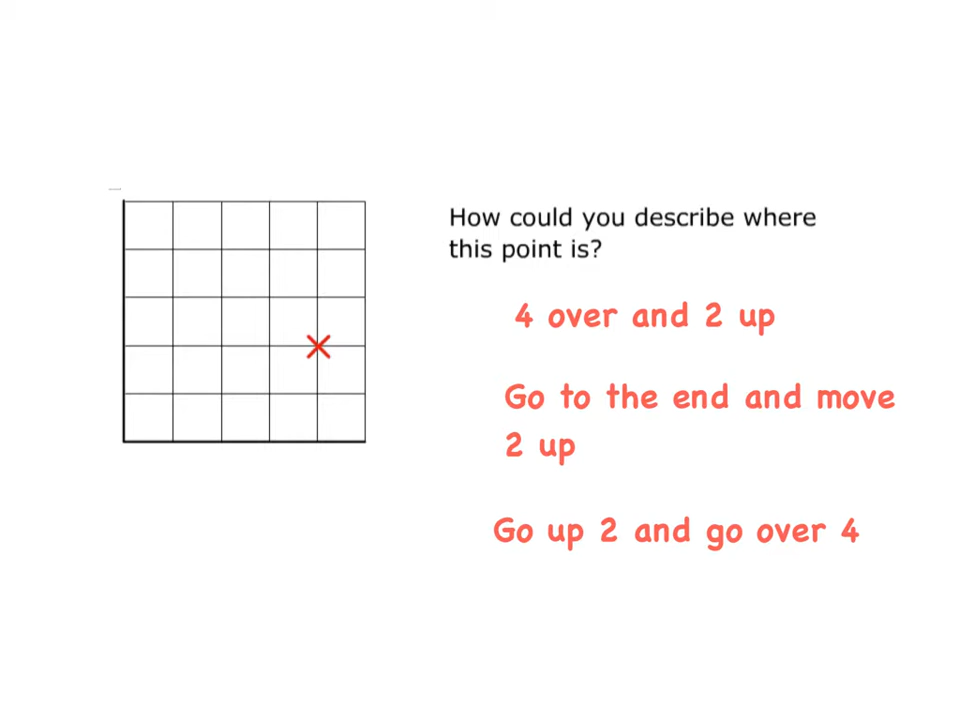 How could you describe where
this point is?
4 over and 2 up
Go to the end and move
2 up
Go up 2 and go over 4